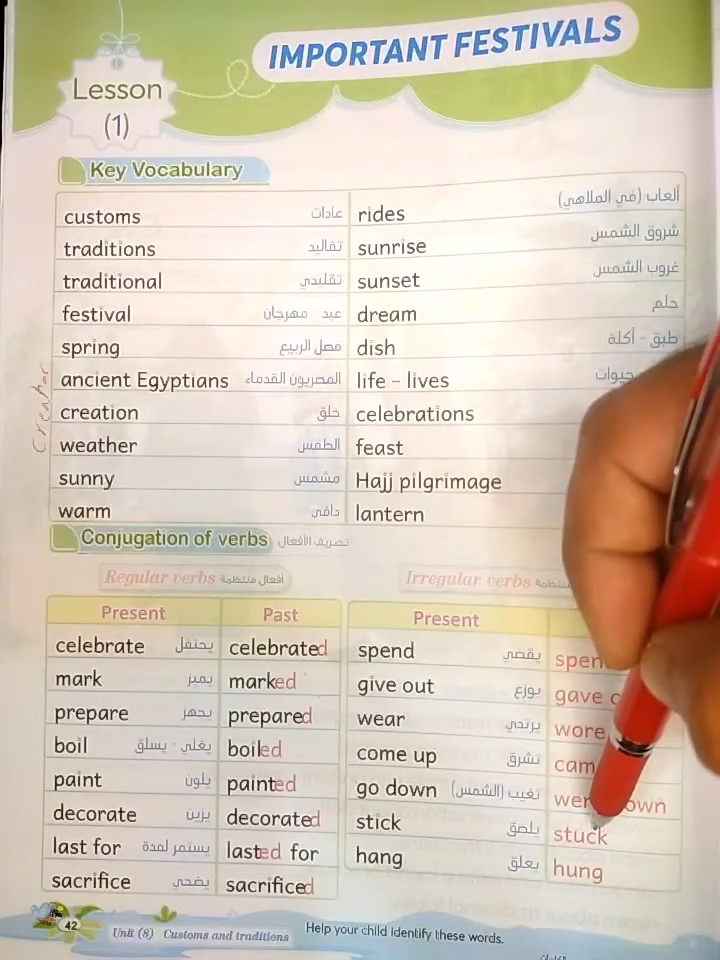 IMPORTANT FESTIVALS
Lesson
(1)
Key Vocabulary
customs عادات rides ألعاب (في الملاهي)
traditions تقاليد sunrise شروق الشمس
traditional تقليدي sunset غروب الشمس
festival عيد - مهرجان dream حلم
spring فصل الربيع dish طبق - أكلة
ancient Egyptians المصريون القدماء life – lives
creation خلق celebrations
Creator
weather الطقس feast
sunny مشمس Hajj pilgrimage
warm دافئ lantern
Conjugation of verbs تصريف الأفعال
Regular verbs أفعال منتظمة Irregular verbs
Present Past Present
celebrate يحتفل celebrated spend يقضي
mark يميز marked give out يوزع gave
prepare يجهز prepared wear يرتدي wore
boil يغلي - يسلق boiled come up تشرق
paint يلون painted go down تغيب (الشمس)
decorate يزين decorated stick يلصق stuck
last for يستمر لمدة lasted for hang يعلق hung
sacrifice يضحي sacrificed
42 Unit (8) Customs and traditions Help your child identify these words.